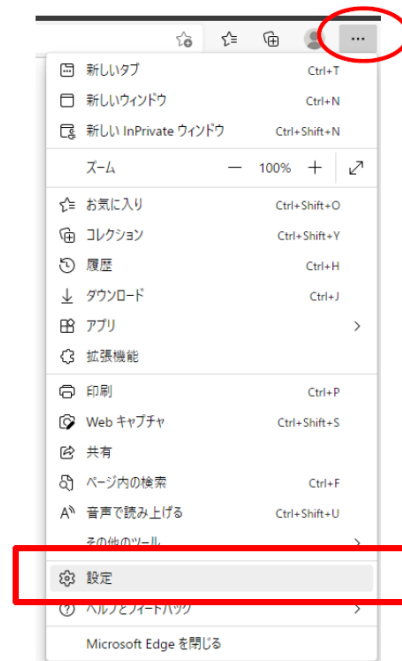 新しいタブ Ctrl+T
新しいウィンドウ Ctrl+N
新しい InPrivate ウィンドウ Ctrl+Shift+N
ズーム — 100% +
お気に入り Ctrl+Shift+O
コレクション Ctrl+Shift+Y
履歴 Ctrl+H
ダウンロード Ctrl+J
アプリ
拡張機能
印刷 Ctrl+P
Web キャプチャ Ctrl+Shift+S
共有
ページ内の検索 Ctrl+F
音声で読み上げる Ctrl+Shift+U
その他のツール
設定
ヘルプとフィードバック
Microsoft Edge を閉じる